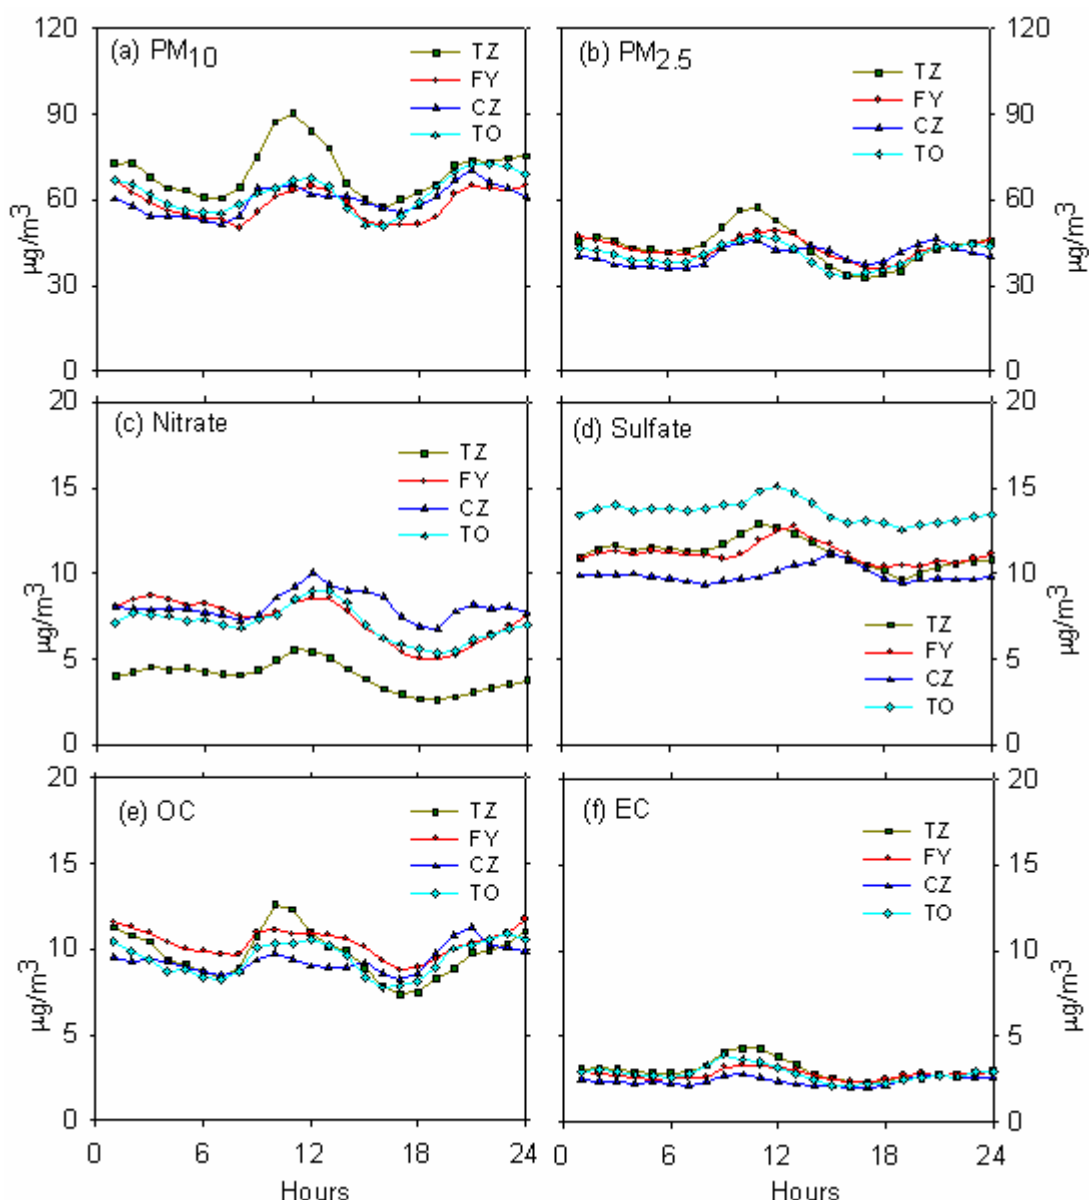 120
90
60
30
0
µg/m3
(a) PM10
TZ
FY
CZ
TO
(b) PM2.5
TZ
FY
CZ
TO
120
90
60
30
0
µg/m3
20
15
10
5
0
µg/m3
(c) Nitrate
TZ
FY
CZ
TO
(d) Sulfate
TZ
FY
CZ
TO
20
15
10
5
0
µg/m3
20
15
10
5
0
µg/m3
(e) OC
TZ
FY
CZ
TO
0 6 12 18 24
Hours
(f) EC
TZ
FY
CZ
TO
20
15
10
5
0
µg/m3
0 6 12 18 24
Hours